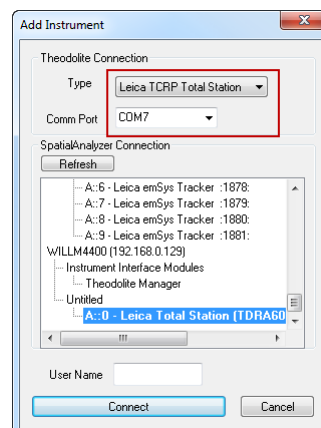 Add Instrument
Theodolite Connection
Type Leica TCRP Total Station
Comm Port COM7
SpatialAnalyzer Connection
Refresh
A::6 - Leica emSys Tracker :1878:
A::7 - Leica emSys Tracker :1879:
A::8 - Leica emSys Tracker :1880:
A::9 - Leica emSys Tracker :1881:
WILLM4400 (192.168.0.129)
Instrument Interface Modules
Theodolite Manager
Untitled
A::0 - Leica Total Station (TDRA60
User Name
Connect Cancel